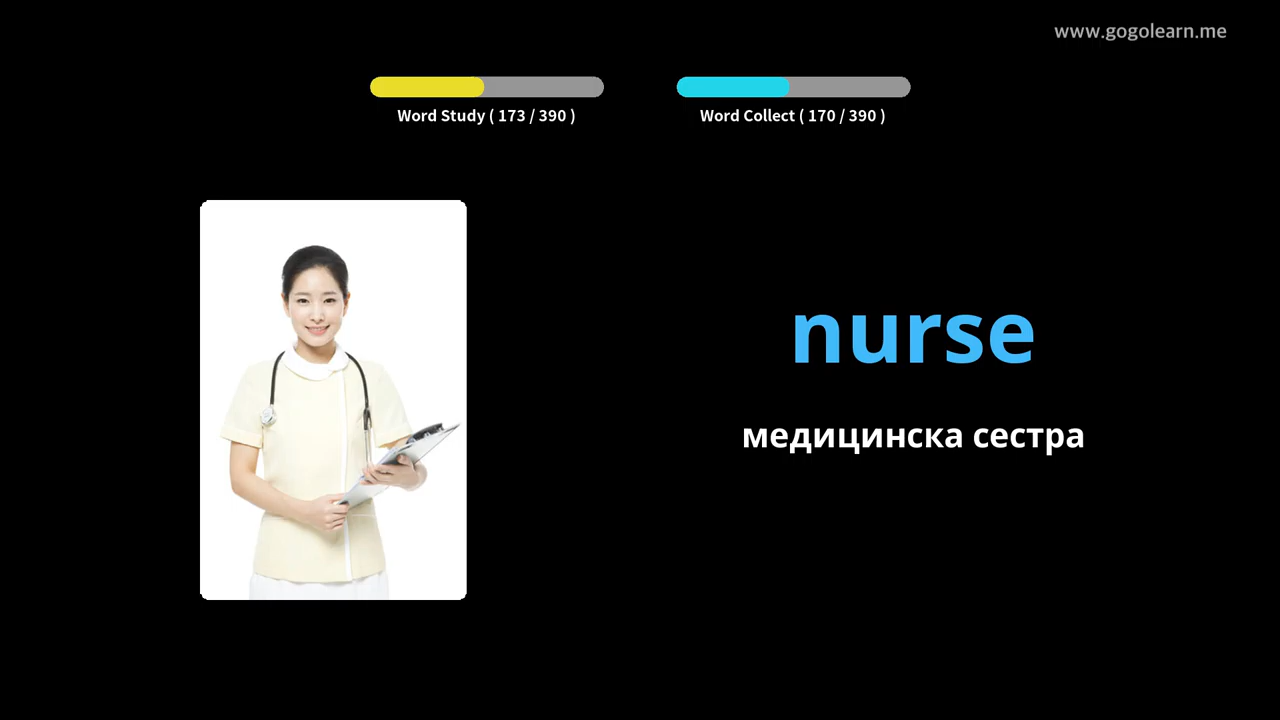 www.gogolearn.me
Word Study ( 173 / 390 )
Word Collect ( 170 / 390 )
nurse
медицинска сестра